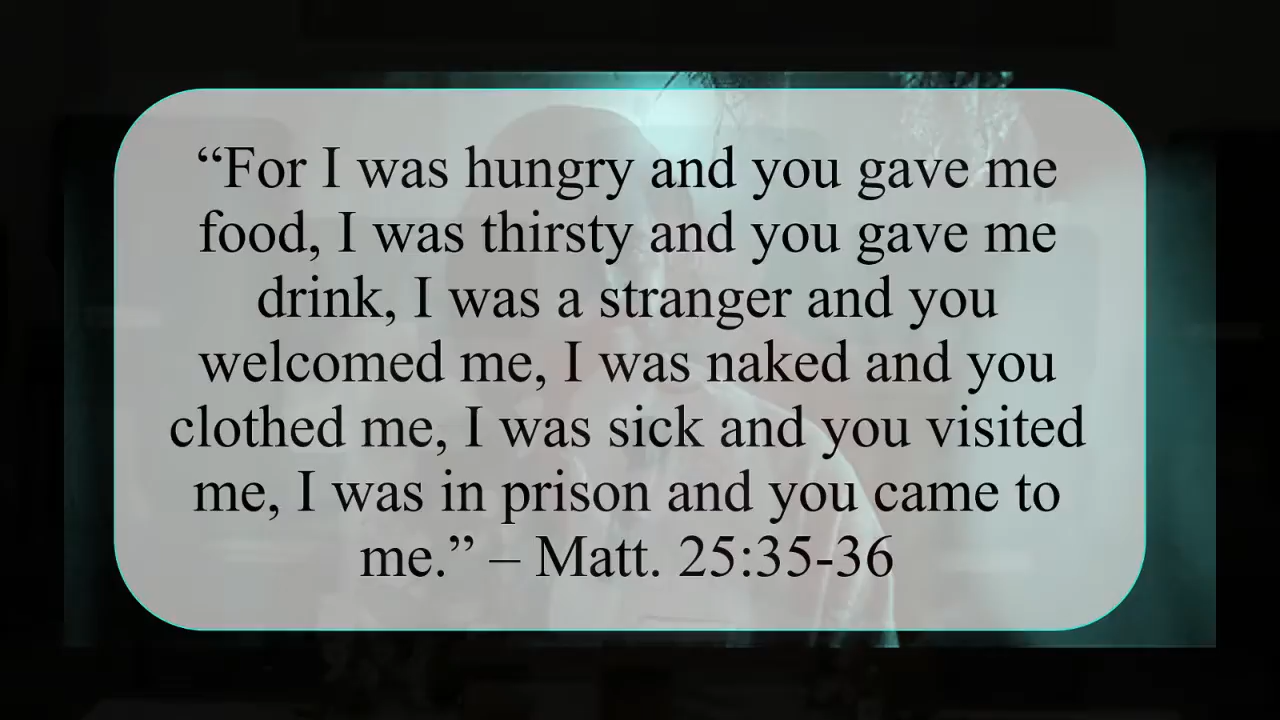 “For I was hungry and you gave me
food, I was thirsty and you gave me
drink, I was a stranger and you
welcomed me, I was naked and you
clothed me, I was sick and you visited
me, I was in prison and you came to
me.” – Matt. 25:35-36